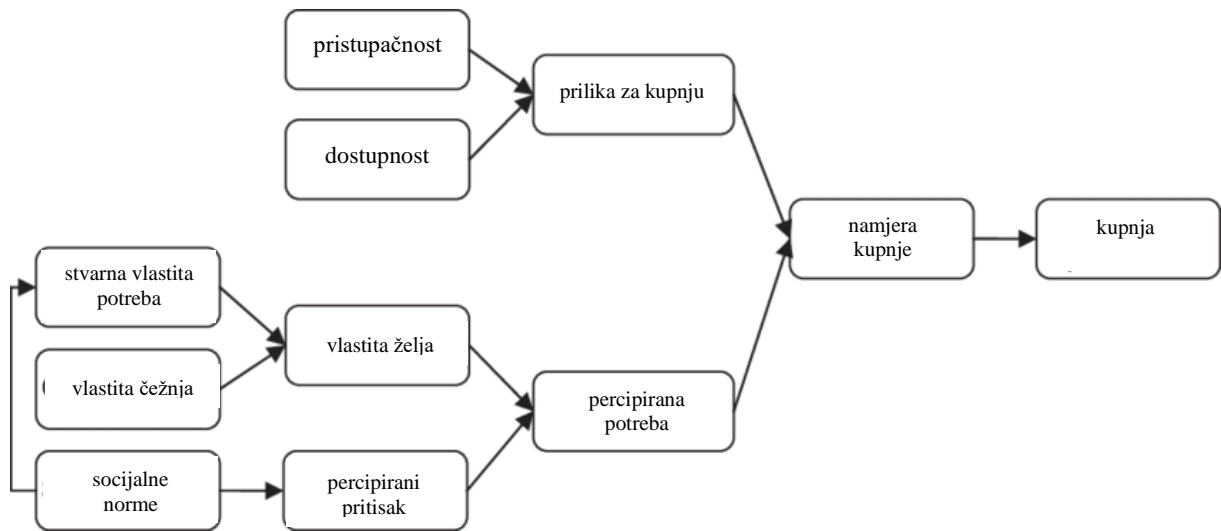 pristupačnost
prilika za kupnju
dostupnost
namjera
kupnje
kupnja
stvarna vlastita
potreba
vlastita želja
vlastita čežnja
percipirana
potreba
socijalne
norme
percipirani
pritisak